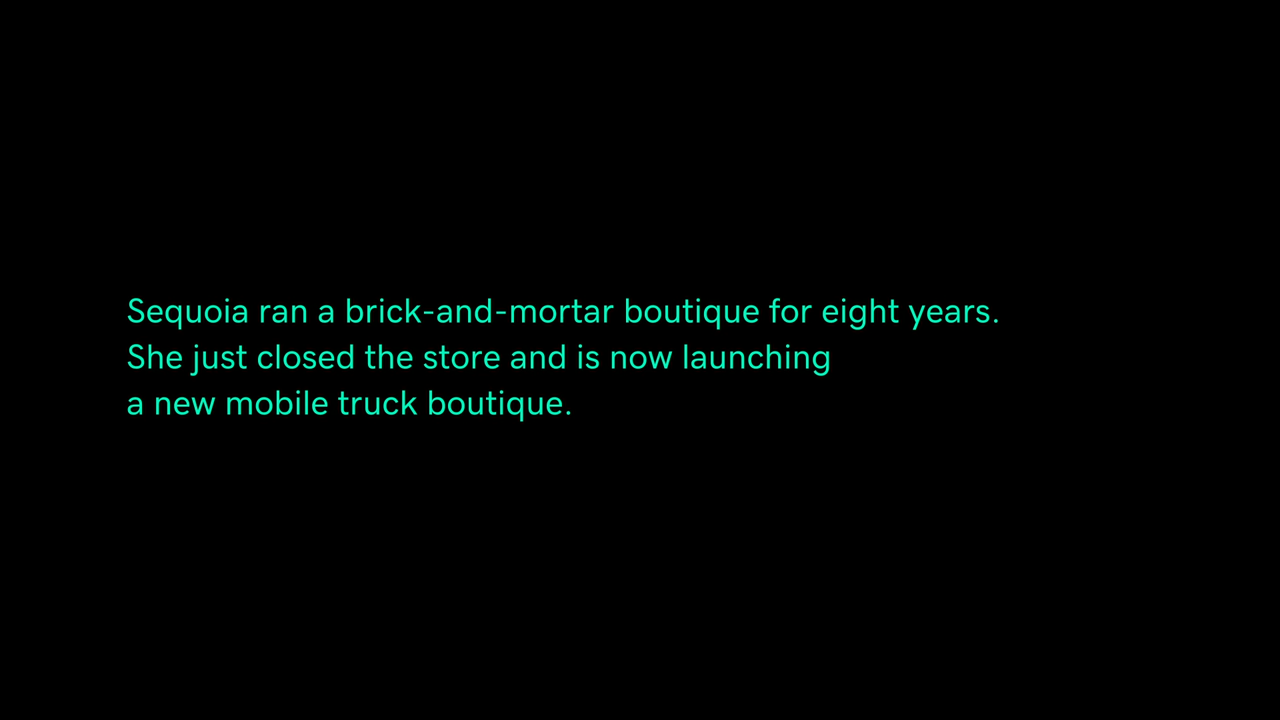 Sequoia ran a brick-and-mortar boutique for eight years.
She just closed the store and is now launching
a new mobile truck boutique.